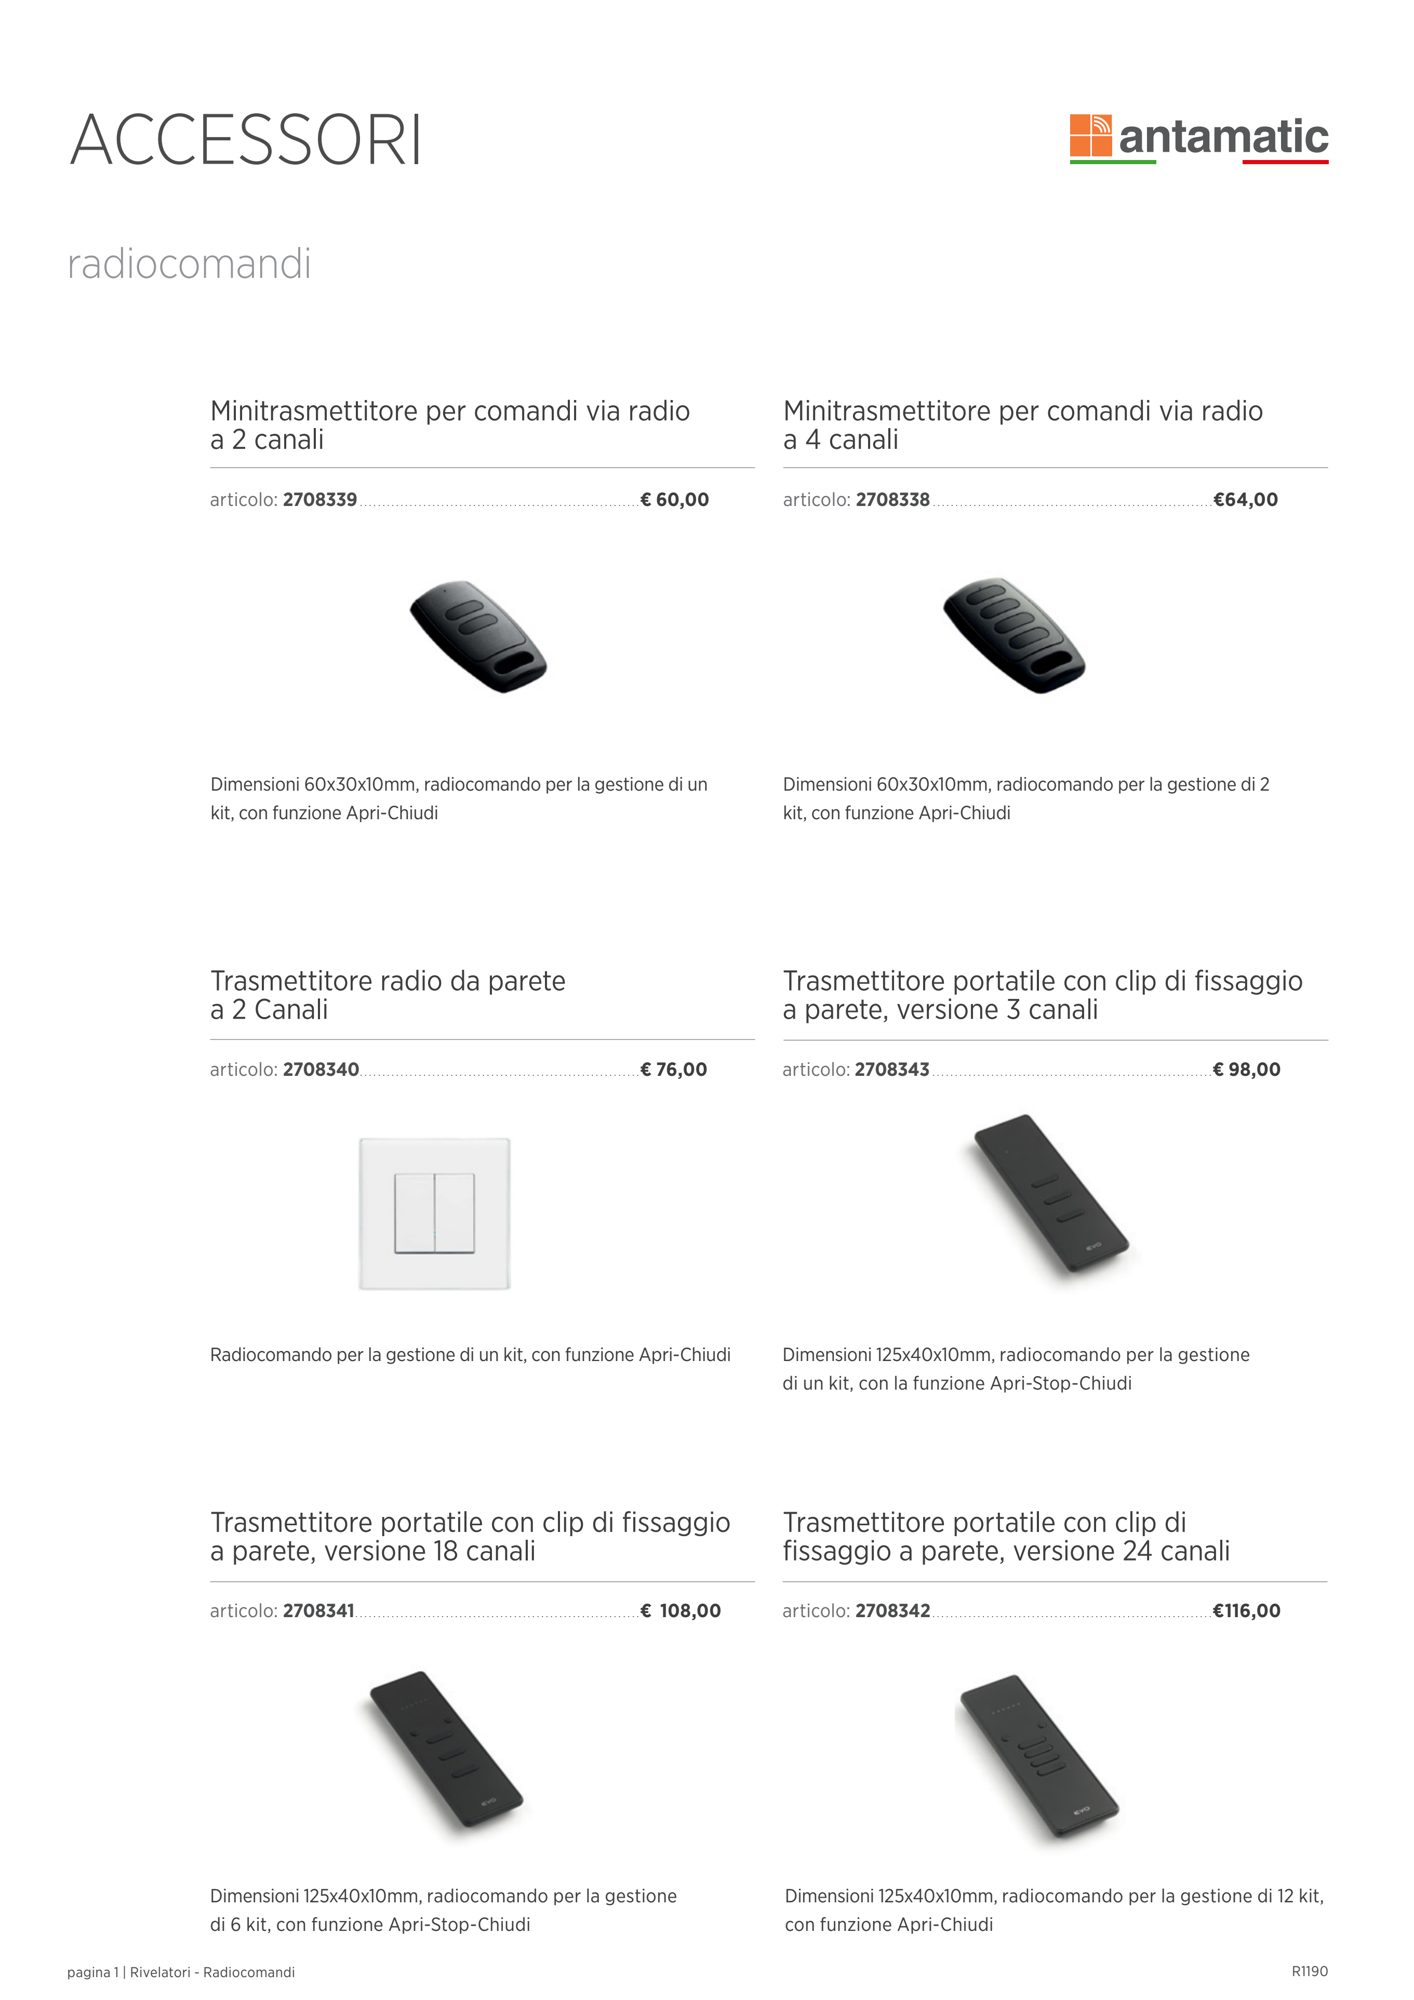 ACCESSORI
antamatic
radiocomandi
Minitrasmettitore per comandi via radio
a 2 canali
articolo: 2708339 € 60,00
Dimensioni 60x30x10mm, radiocomando per la gestione di un
kit, con funzione Apri-Chiudi
Minitrasmettitore per comandi via radio
a 4 canali
articolo: 2708338 €64,00
Dimensioni 60x30x10mm, radiocomando per la gestione di 2
kit, con funzione Apri-Chiudi
Trasmettitore radio da parete
a 2 Canali
articolo: 2708340 € 76,00
Radiocomando per la gestione di un kit, con funzione Apri-Chiudi
Trasmettitore portatile con clip di fissaggio
a parete, versione 3 canali
articolo: 2708343 € 98,00
EVO
Dimensioni 125x40x10mm, radiocomando per la gestione
di un kit, con la funzione Apri-Stop-Chiudi
Trasmettitore portatile con clip di fissaggio
a parete, versione 18 canali
articolo: 2708341 € 108,00
EVO
Dimensioni 125x40x10mm, radiocomando per la gestione
di 6 kit, con funzione Apri-Stop-Chiudi
Trasmettitore portatile con clip di
fissaggio a parete, versione 24 canali
articolo: 2708342 €116,00
EVO
Dimensioni 125x40x10mm, radiocomando per la gestione di 12 kit,
con funzione Apri-Chiudi
pagina 1 | Rivelatori - Radiocomandi
R1190